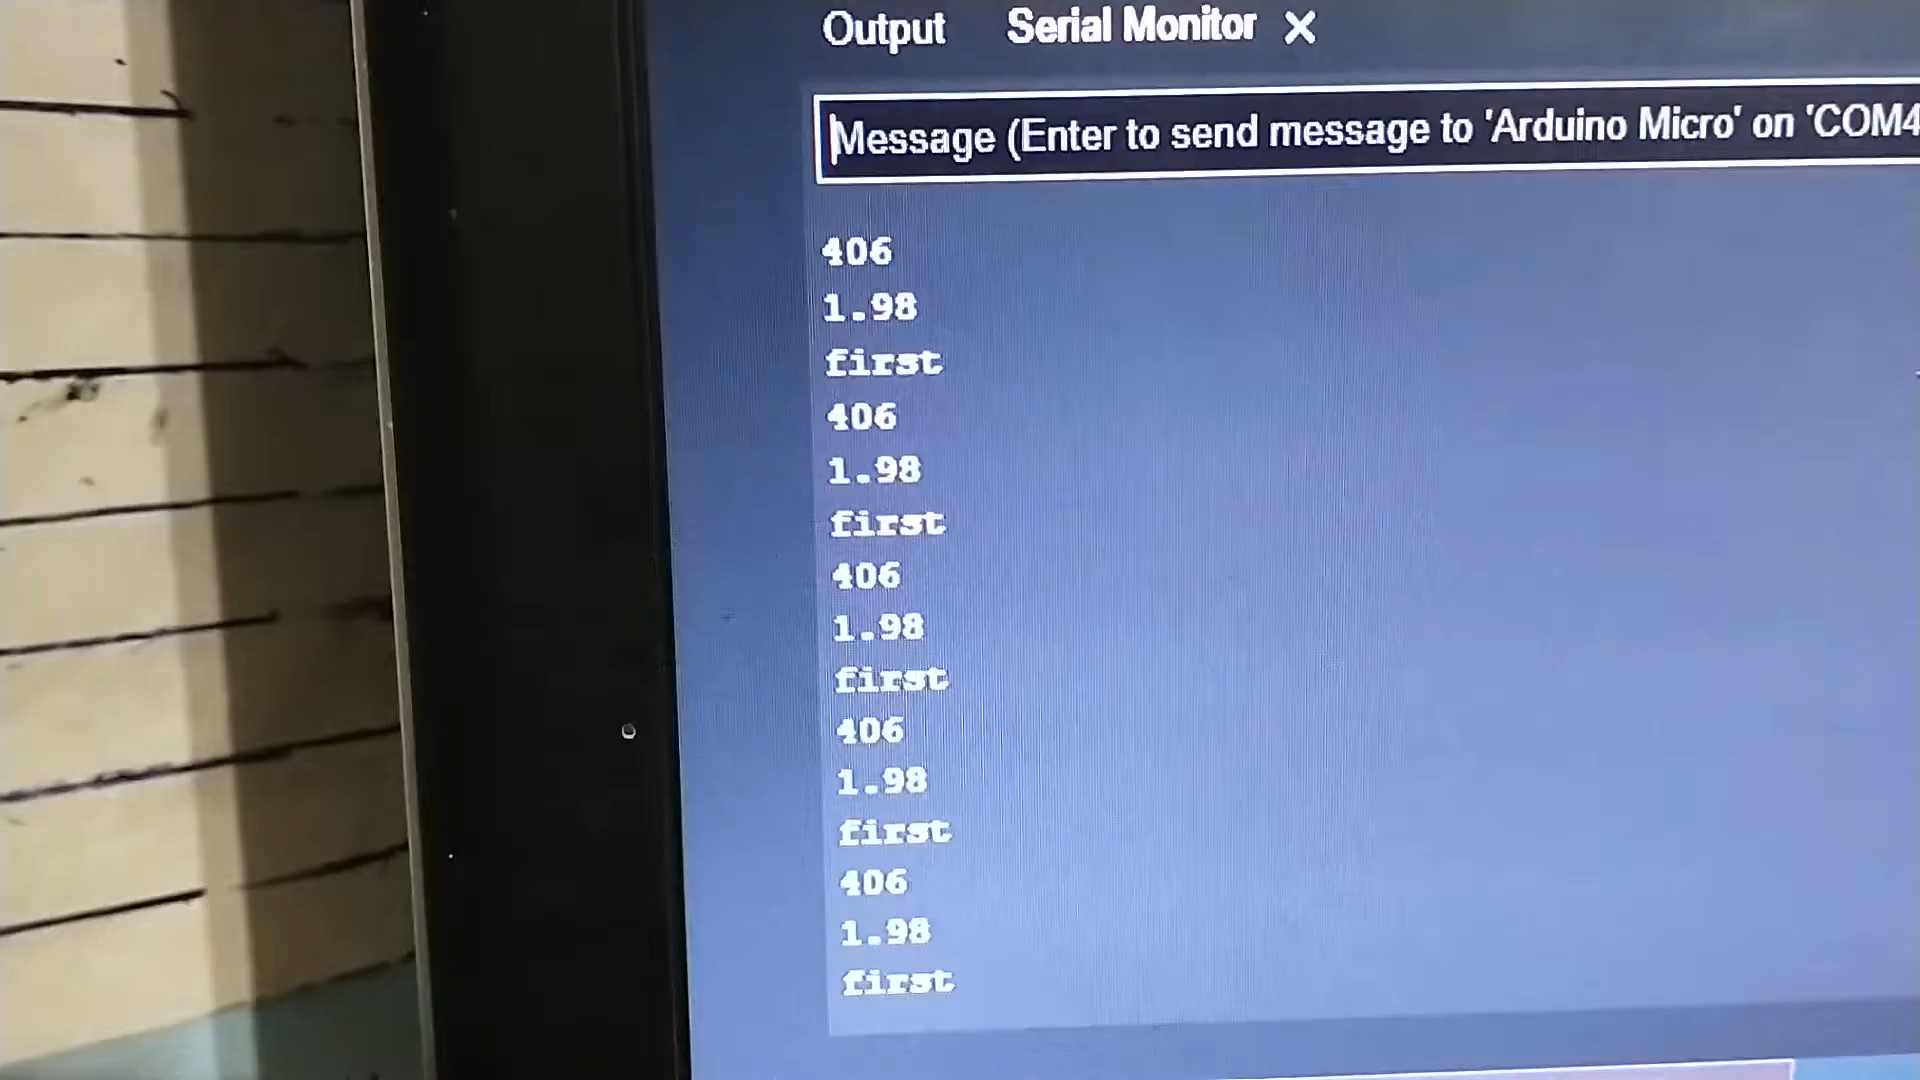 Output Serial Monitor
Message (Enter to send message to 'Arduino Micro' on 'COM4
406
1.98
first
406
1.98
first
406
1.98
first
406
1.98
first
406
1.98
first